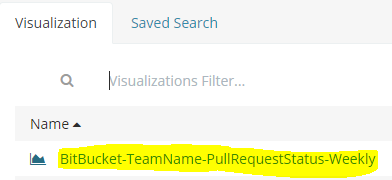 Visualization Saved Search
Visualizations Filter...
Name
BitBucket-TeamName-PullRequestStatus-Weekly